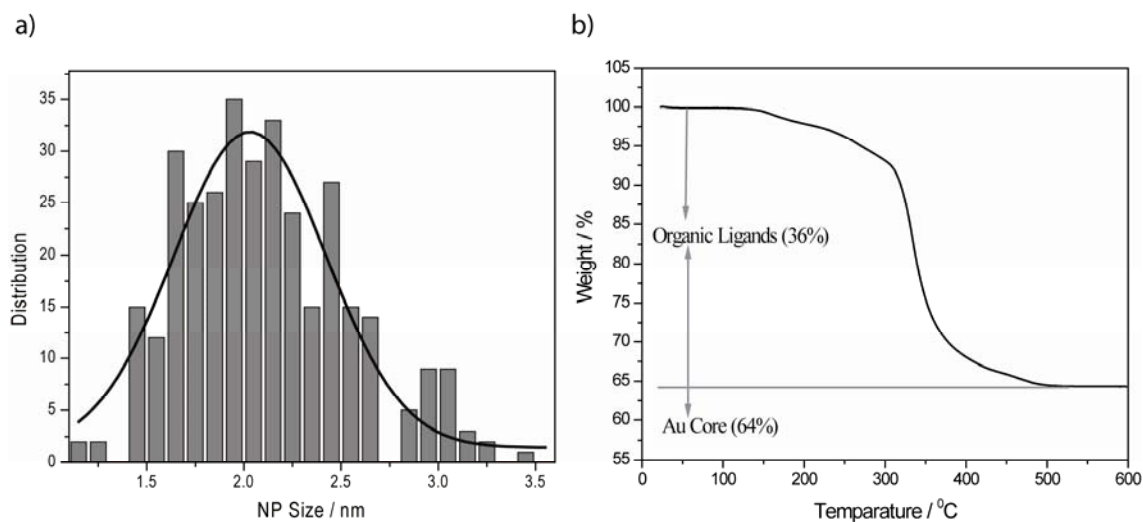 a)
35
30
25
20
15
10
5
0
Distribution
1.5 2.0 2.5 3.0 3.5
NP Size / nm
b)
105
100
95
90
85
80
75
70
65
60
55
Weight / %
Organic Ligands (36%)
Au Core (64%)
0 100 200 300 400 500 600
Temparature / ⁰C